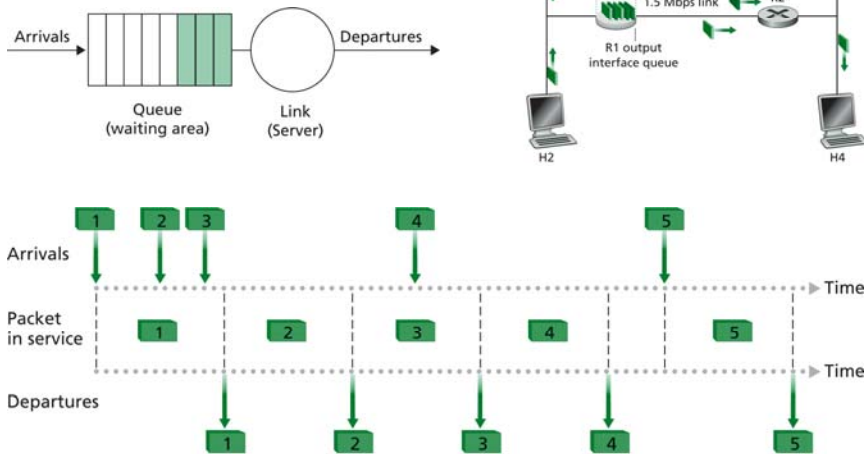 Arrivals
Departures
Queue
(waiting area)
Link
(Server)
1.5 Mbps link
R1 output
interface queue
H2
H4
1 2 3 4 5
Arrivals
Time
Packet
in service
1 2 3 4 5
Time
Departures
1 2 3 4 5